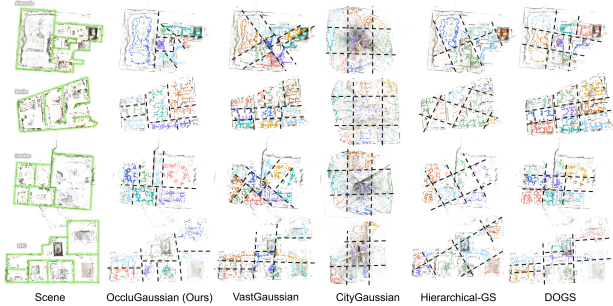 Alameda
Berlin
London
NYC
Scene OccluGaussian (Ours) VastGaussian CityGaussian Hierarchical-GS DOGS